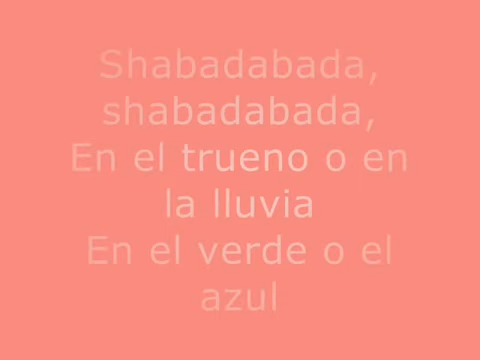 Shabadabada,
shabadabada,
En el trueno o en
la lluvia
En el verde o el
azul